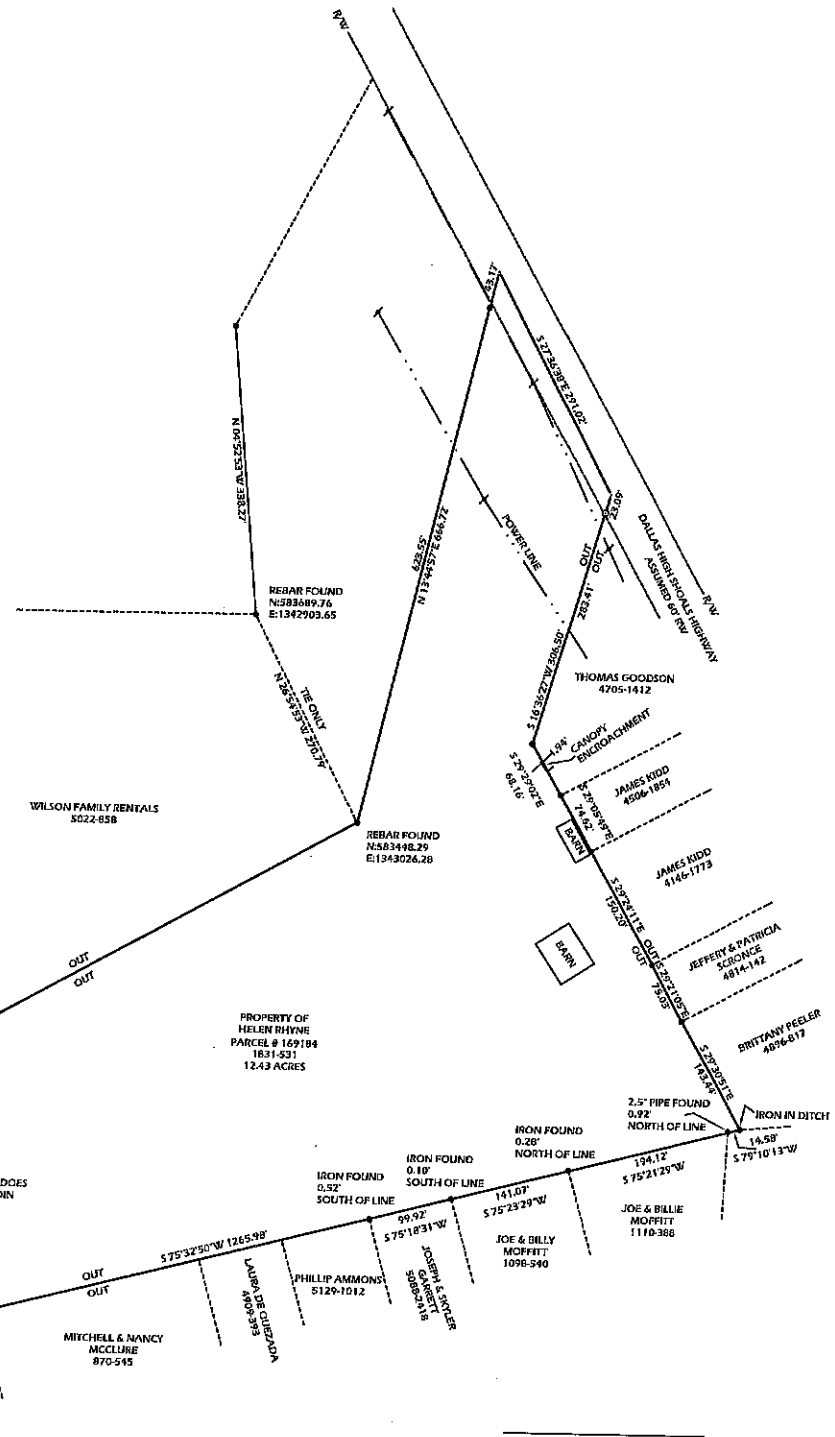 R/W
43.17'
S 27°36'38"E 291.02'
N 04°52'53"W 338.27'
POWER LINE
623.55'
N 13°44'57"E 666.72'
23.09'
DALLAS HIGH SHOALS HIGHWAY
ASSUMED 60' RW
R/W
OUT
OUT
283.41'
S 16°36'27"W 306.50'
REBAR FOUND
N:583689.76
E:1342903.65
TIE ONLY
N 26°54'53"W 270.79'
THOMAS GOODSON
4705-1412
1.94'
CANOPY
ENCROACHMENT
S 29°29'02"E
68.16'
JAMES KIDD
4506-1854
S 29°05'49"E
74.62'
BARN
WILSON FAMILY RENTALS
5022-858
REBAR FOUND
N:583448.29
E:1343026.28
JAMES KIDD
4146-1773
S 29°24'11"E
150.20'
OUT
OUT
BARN
JEFFERY & PATRICIA
SCRONCE
4814-142
S 29°21'05"E
75.03'
OUT
OUT
BRITTANY PEELER
4896-817
S 29°30'51"E
143.44'
PROPERTY OF
HELEN RHYNE
PARCEL # 169184
1831-531
12.43 ACRES
2.5" PIPE FOUND
0.92'
NORTH OF LINE
IRON IN DITCH
14.58'
S 79°10'13"W
IRON FOUND
0.28'
NORTH OF LINE
194.12'
S 75°21'29"W
IRON FOUND
0.10'
SOUTH OF LINE
141.07'
S 75°23'29"W
IRON FOUND
0.52'
SOUTH OF LINE
99.92'
S 75°18'31"W
DOES
S 75°32'50"W 1265.98'
OUT
OUT
JOE & BILLIE
MOFFITT
1110-388
JOE & BILLY
MOFFITT
1098-540
JOSEPH & SKYLER
GARRETT
5088-2418
PHILLIP AMMONS
5129-1012
LAURA DE QUEZADA
4909-393
MITCHELL & NANCY
MCCLURE
870-545